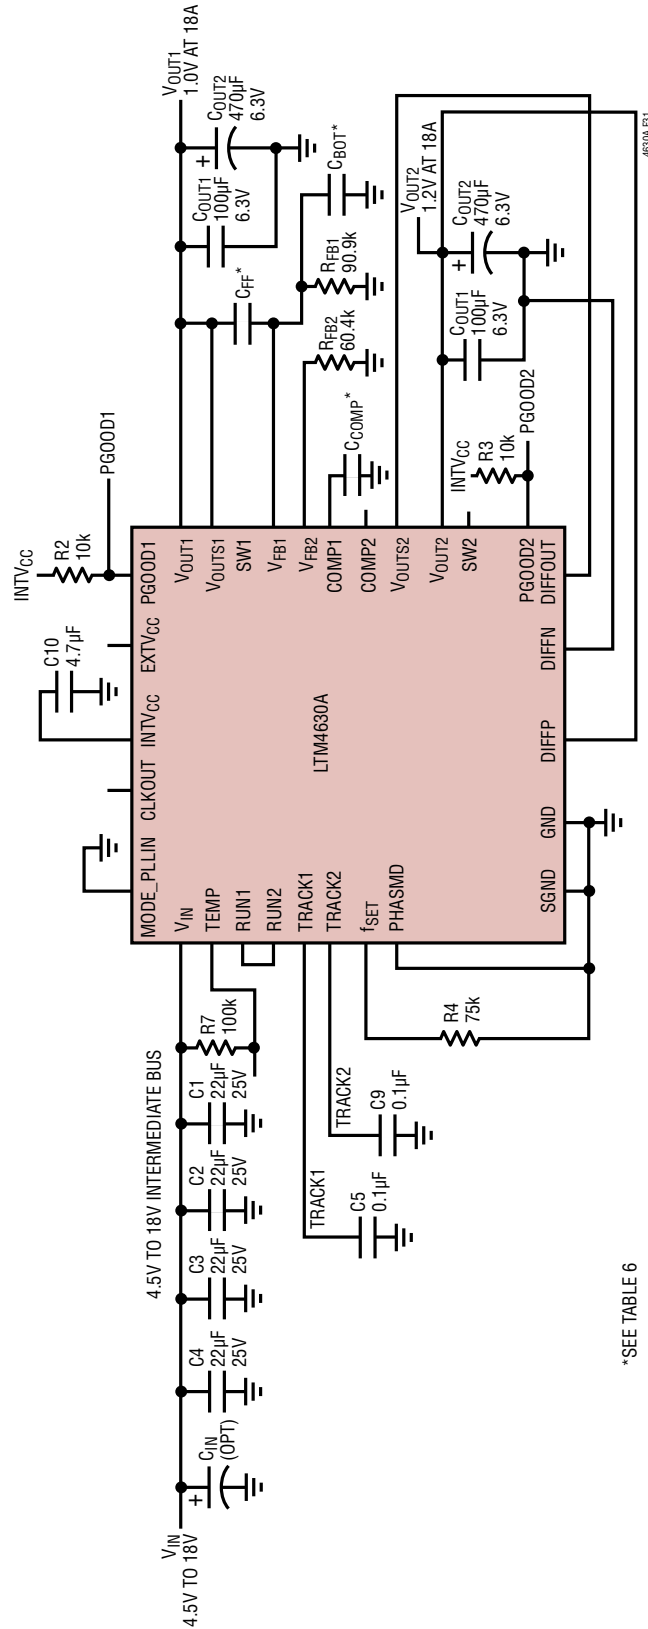 VIN
4.5V TO 18V
CIN
(OPT)
+
4.5V TO 18V INTERMEDIATE BUS
C4
22µF
25V
C3
22µF
25V
C2
22µF
25V
C1
22µF
25V
R7
100k
TRACK1
C5
0.1µF
TRACK2
C9
0.1µF
R4
75k
MODE_PLLIN
CLKOUT
INTVCC
EXTVCC
PGOOD1
VIN
TEMP
RUN1
RUN2
TRACK1
TRACK2
fSET
PHASMD
LTM4630A
VOUT1
VOUTS1
SW1
VFB1
VFB2
COMP1
COMP2
VOUTS2
VOUT2
SW2
PGOOD2
SGND
GND
DIFFP
DIFFN
DIFFOUT
C10
4.7µF
INTVCC
R2
10k
PGOOD1
VOUT1
1.0V AT 18A
COUT1
100µF
6.3V
+
COUT2
470µF
6.3V
CFF*
CBOT*
RFB1
90.9k
RFB2
60.4k
CCOMP*
VOUT2
1.2V AT 18A
COUT1
100µF
6.3V
+
COUT2
470µF
6.3V
INTVCC
R3
10k
PGOOD2
*SEE TABLE 6
4630A F31